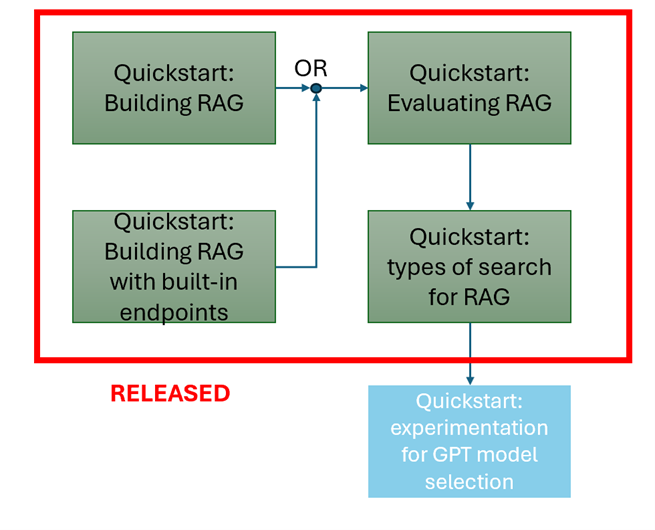 Quickstart:
Building RAG
OR
Quickstart:
Evaluating RAG
Quickstart:
Building RAG
with built-in
endpoints
Quickstart:
types of search
for RAG
RELEASED
Quickstart:
experimentation
for GPT model
selection